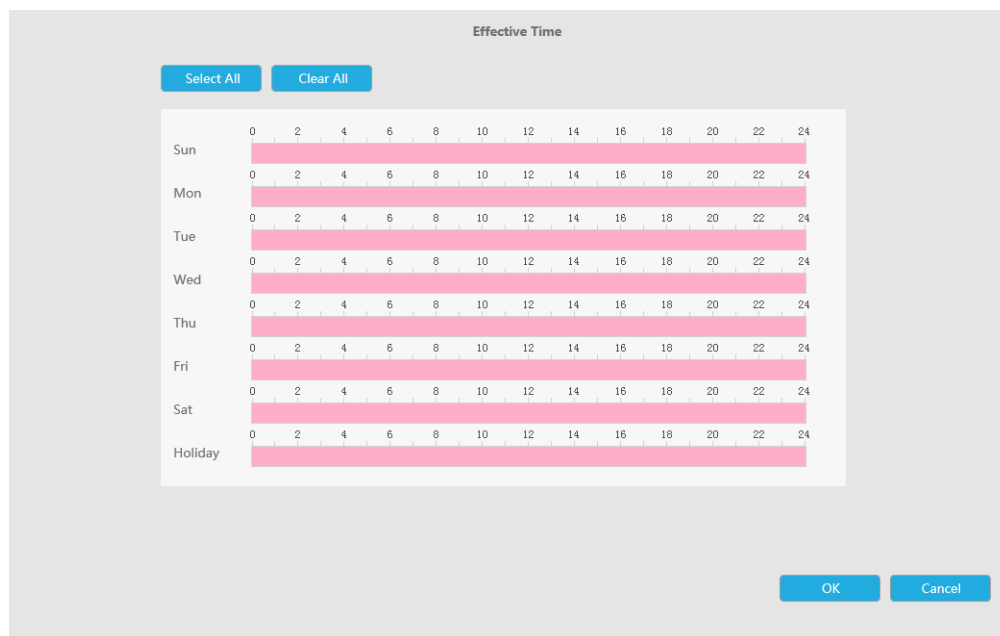 Effective Time
Select All Clear All
0 2 4 6 8 10 12 14 16 18 20 22 24
Sun
0 2 4 6 8 10 12 14 16 18 20 22 24
Mon
0 2 4 6 8 10 12 14 16 18 20 22 24
Tue
0 2 4 6 8 10 12 14 16 18 20 22 24
Wed
0 2 4 6 8 10 12 14 16 18 20 22 24
Thu
0 2 4 6 8 10 12 14 16 18 20 22 24
Fri
0 2 4 6 8 10 12 14 16 18 20 22 24
Sat
0 2 4 6 8 10 12 14 16 18 20 22 24
Holiday
OK Cancel